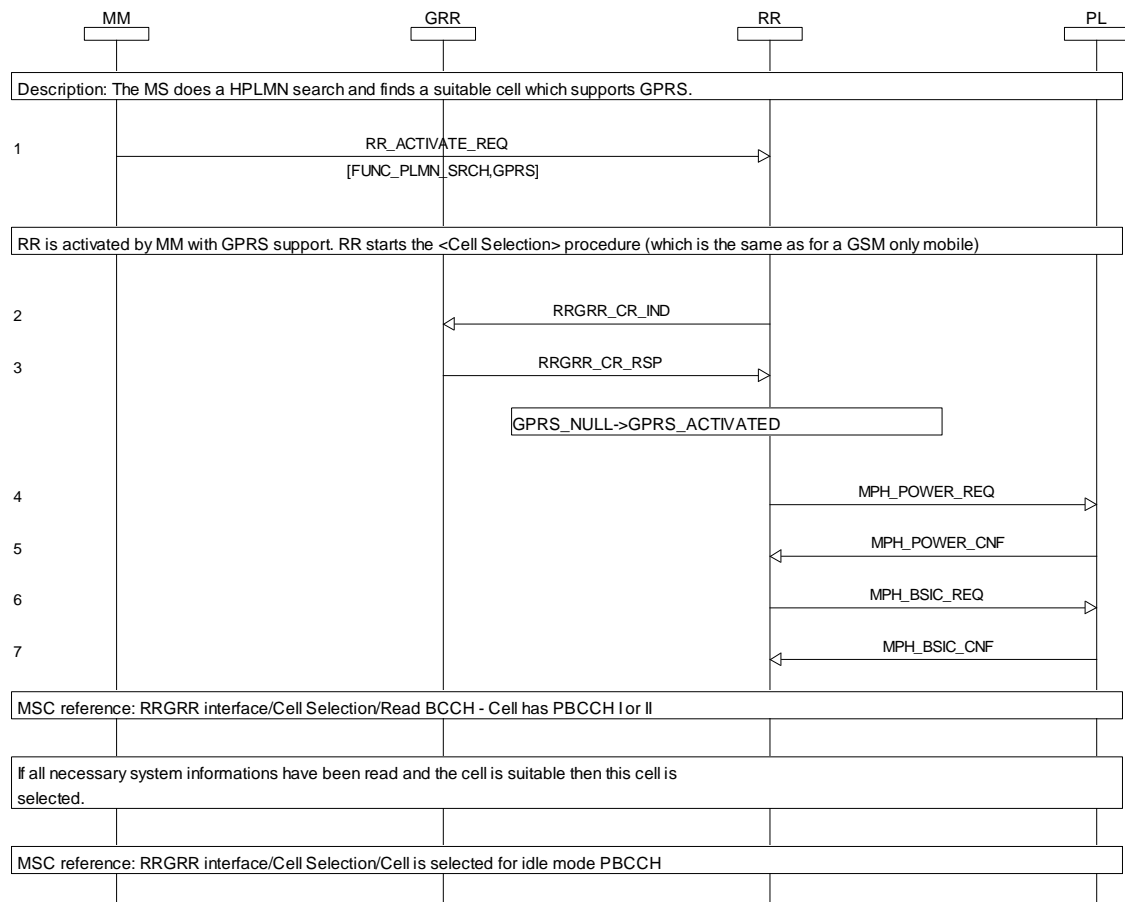 MM GRR RR PL
Description: The MS does a HPLMN search and finds a suitable cell which supports GPRS.
1
RR_ACTIVATE_REQ
[FUNC_PLMN_SRCH,GPRS]
RR is activated by MM with GPRS support. RR starts the <Cell Selection> procedure (which is the same as for a GSM only mobile)
2 RRGRR_CR_IND
3 RRGRR_CR_RSP
GPRS_NULL->GPRS_ACTIVATED
4 MPH_POWER_REQ
5 MPH_POWER_CNF
6 MPH_BSIC_REQ
7 MPH_BSIC_CNF
MSC reference: RRGRR interface/Cell Selection/Read BCCH - Cell has PBCCH I or II
If all necessary system informations have been read and the cell is suitable then this cell is
selected.
MSC reference: RRGRR interface/Cell Selection/Cell is selected for idle mode PBCCH